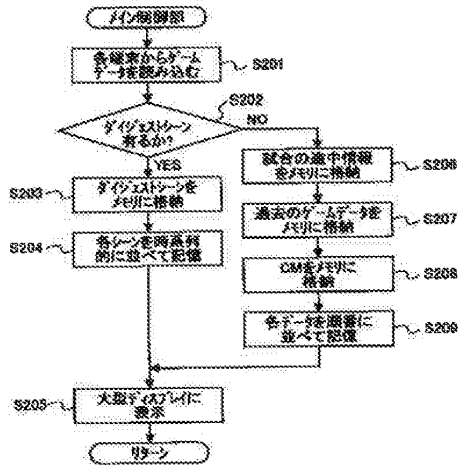 メイン制御部
各端末からゲーム
データを読み込む
S201
S202
ダイジェストシーン
有るか?
NO
YES
S203
ダイジェストシーンを
メモリに格納
S204
各シーンを時系列
的に並べて記憶
試合の途中情報
をメモリに格納
S206
過去のゲームデータを
メモリに格納
S207
CMをメモリに
格納
S208
各データを順番に
並べて記憶
S209
S205
大型ディスプレイに
表示
リターン